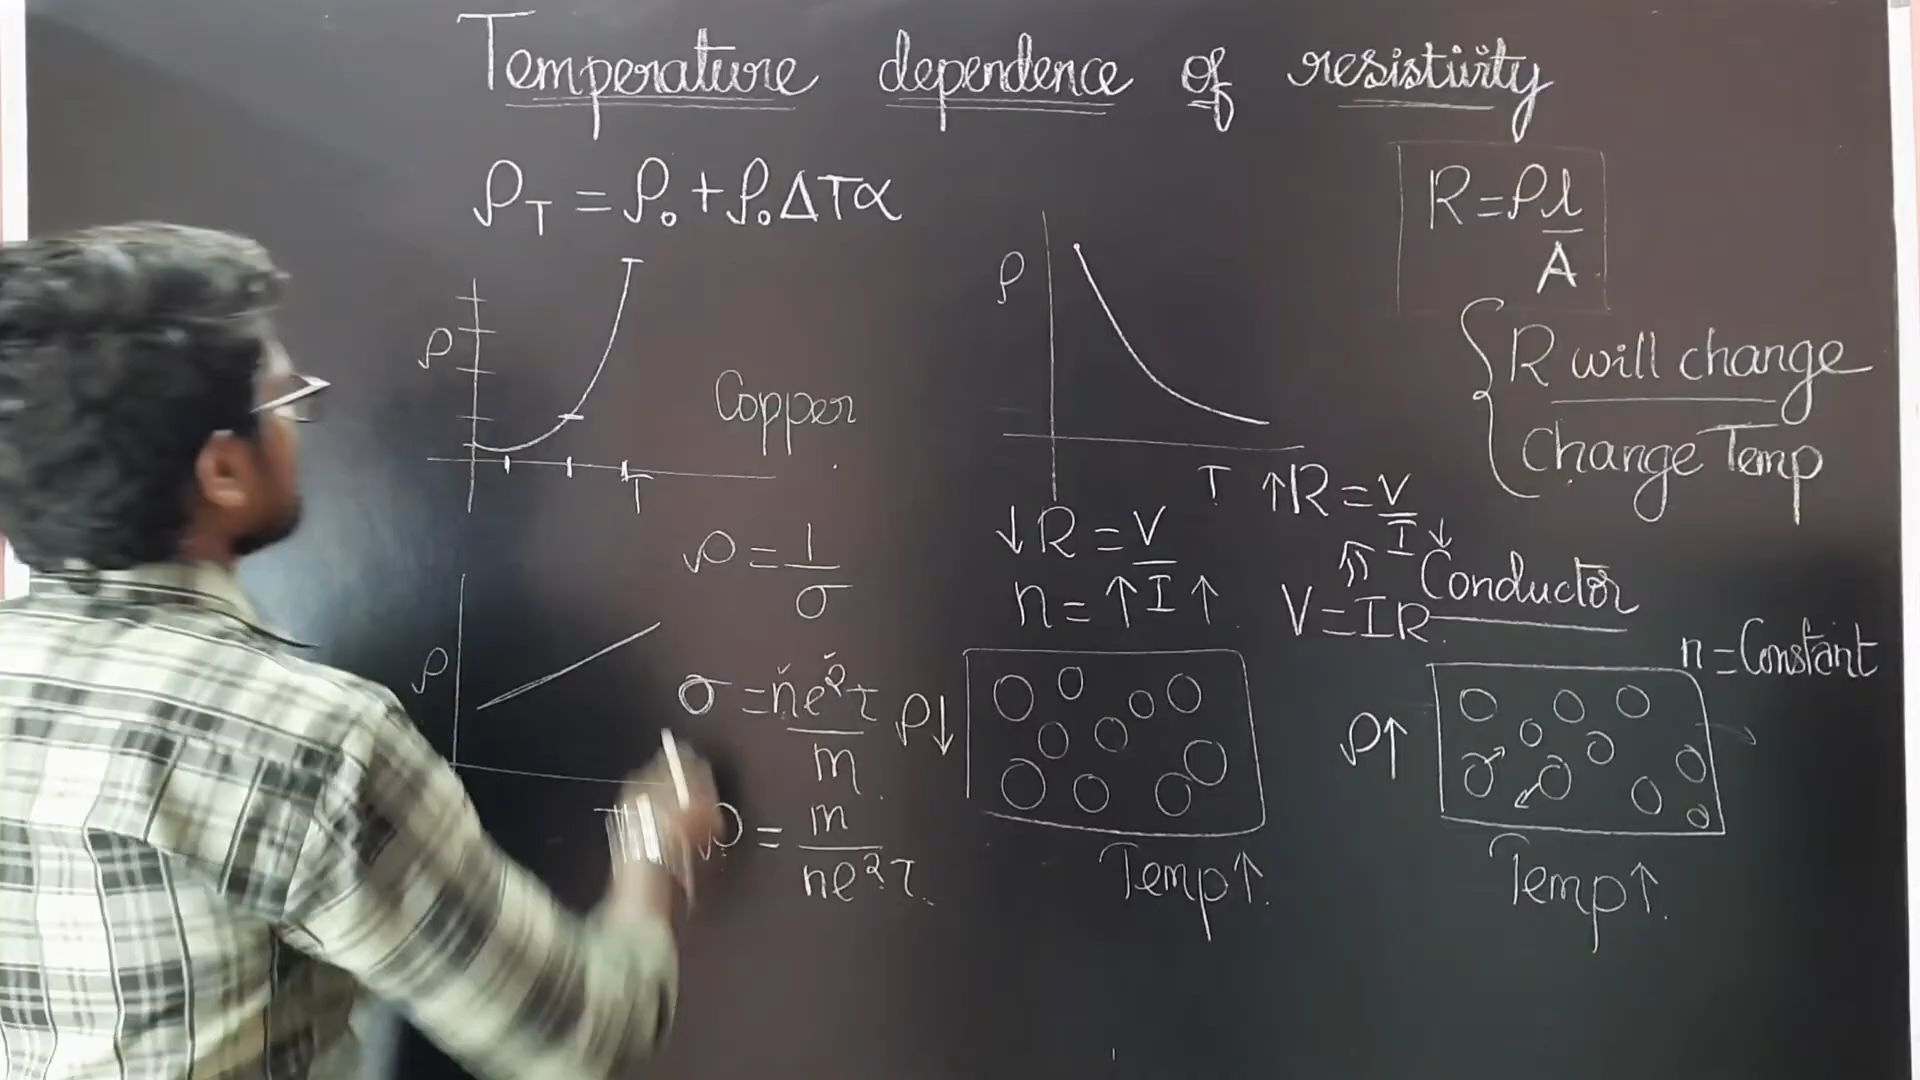 Temperature dependence of resistivity
ρT = ρ₀ + ρ₀ΔTα
ρ
T
Copper
ρ = 1/σ
ρ
σ = ne²τ/m
ρ = m/ne²τ
ρ
T
↓R = V/I↑
n = ↑
ρ↓
Temp↑
R = ρl/A
R will change
Change Temp
↑R = V/I↓
V = IR
Conductor
n = Constant
ρ↑
Temp↑